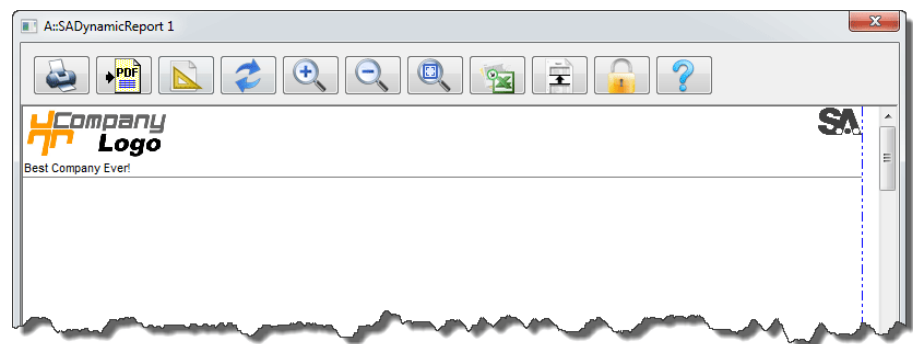 A::SADynamicReport 1
PDF
Company
Logo
SA
Best Company Ever!